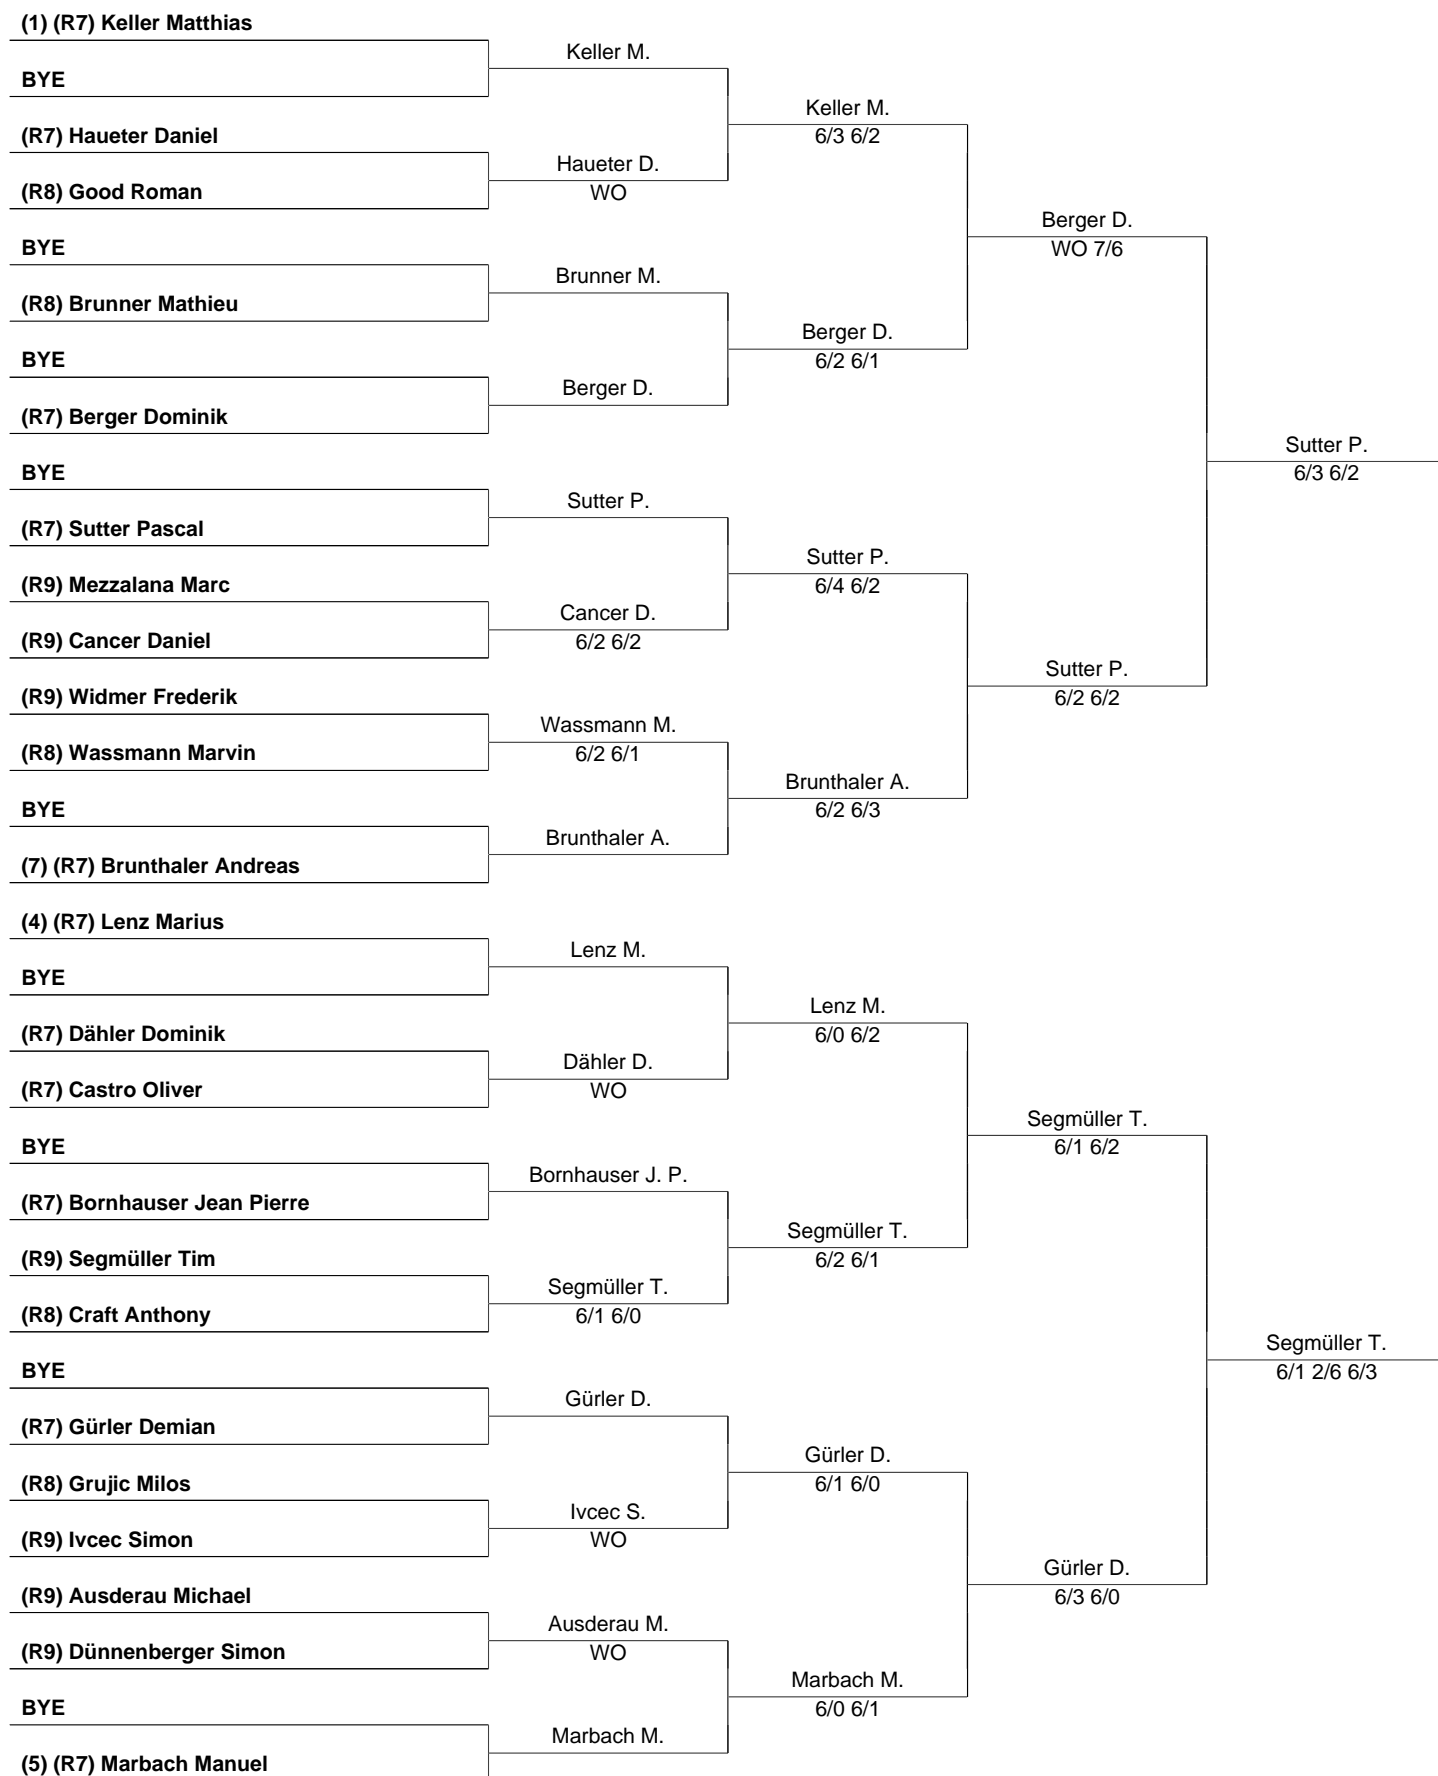 (1) (R7) Keller Matthias
Keller M.
BYE
Keller M.
6/3 6/2
(R7) Haueter Daniel
Haueter D.
WO
(R8) Good Roman
Berger D.
WO 7/6
BYE
Brunner M.
(R8) Brunner Mathieu
Berger D.
6/2 6/1
BYE
Berger D.
(R7) Berger Dominik
Sutter P.
6/3 6/2
BYE
Sutter P.
(R7) Sutter Pascal
Sutter P.
6/4 6/2
(R9) Mezzalana Marc
Cancer D.
6/2 6/2
(R9) Cancer Daniel
Sutter P.
6/2 6/2
(R9) Widmer Frederik
Wassmann M.
6/2 6/1
(R8) Wassmann Marvin
Brunthaler A.
6/2 6/3
BYE
Brunthaler A.
(7) (R7) Brunthaler Andreas
(4) (R7) Lenz Marius
Lenz M.
BYE
Lenz M.
6/0 6/2
(R7) Dähler Dominik
Dähler D.
WO
(R7) Castro Oliver
Segmüller T.
6/1 6/2
BYE
Bornhauser J. P.
(R7) Bornhauser Jean Pierre
Segmüller T.
6/2 6/1
(R9) Segmüller Tim
Segmüller T.
6/1 6/0
(R8) Craft Anthony
Segmüller T.
6/1 2/6 6/3
BYE
Gürler D.
(R7) Gürler Demian
Gürler D.
6/1 6/0
(R8) Grujic Milos
Ivcec S.
WO
(R9) Ivcec Simon
Gürler D.
6/3 6/0
(R9) Ausderau Michael
Ausderau M.
WO
(R9) Dünnenberger Simon
Marbach M.
6/0 6/1
BYE
Marbach M.
(5) (R7) Marbach Manuel